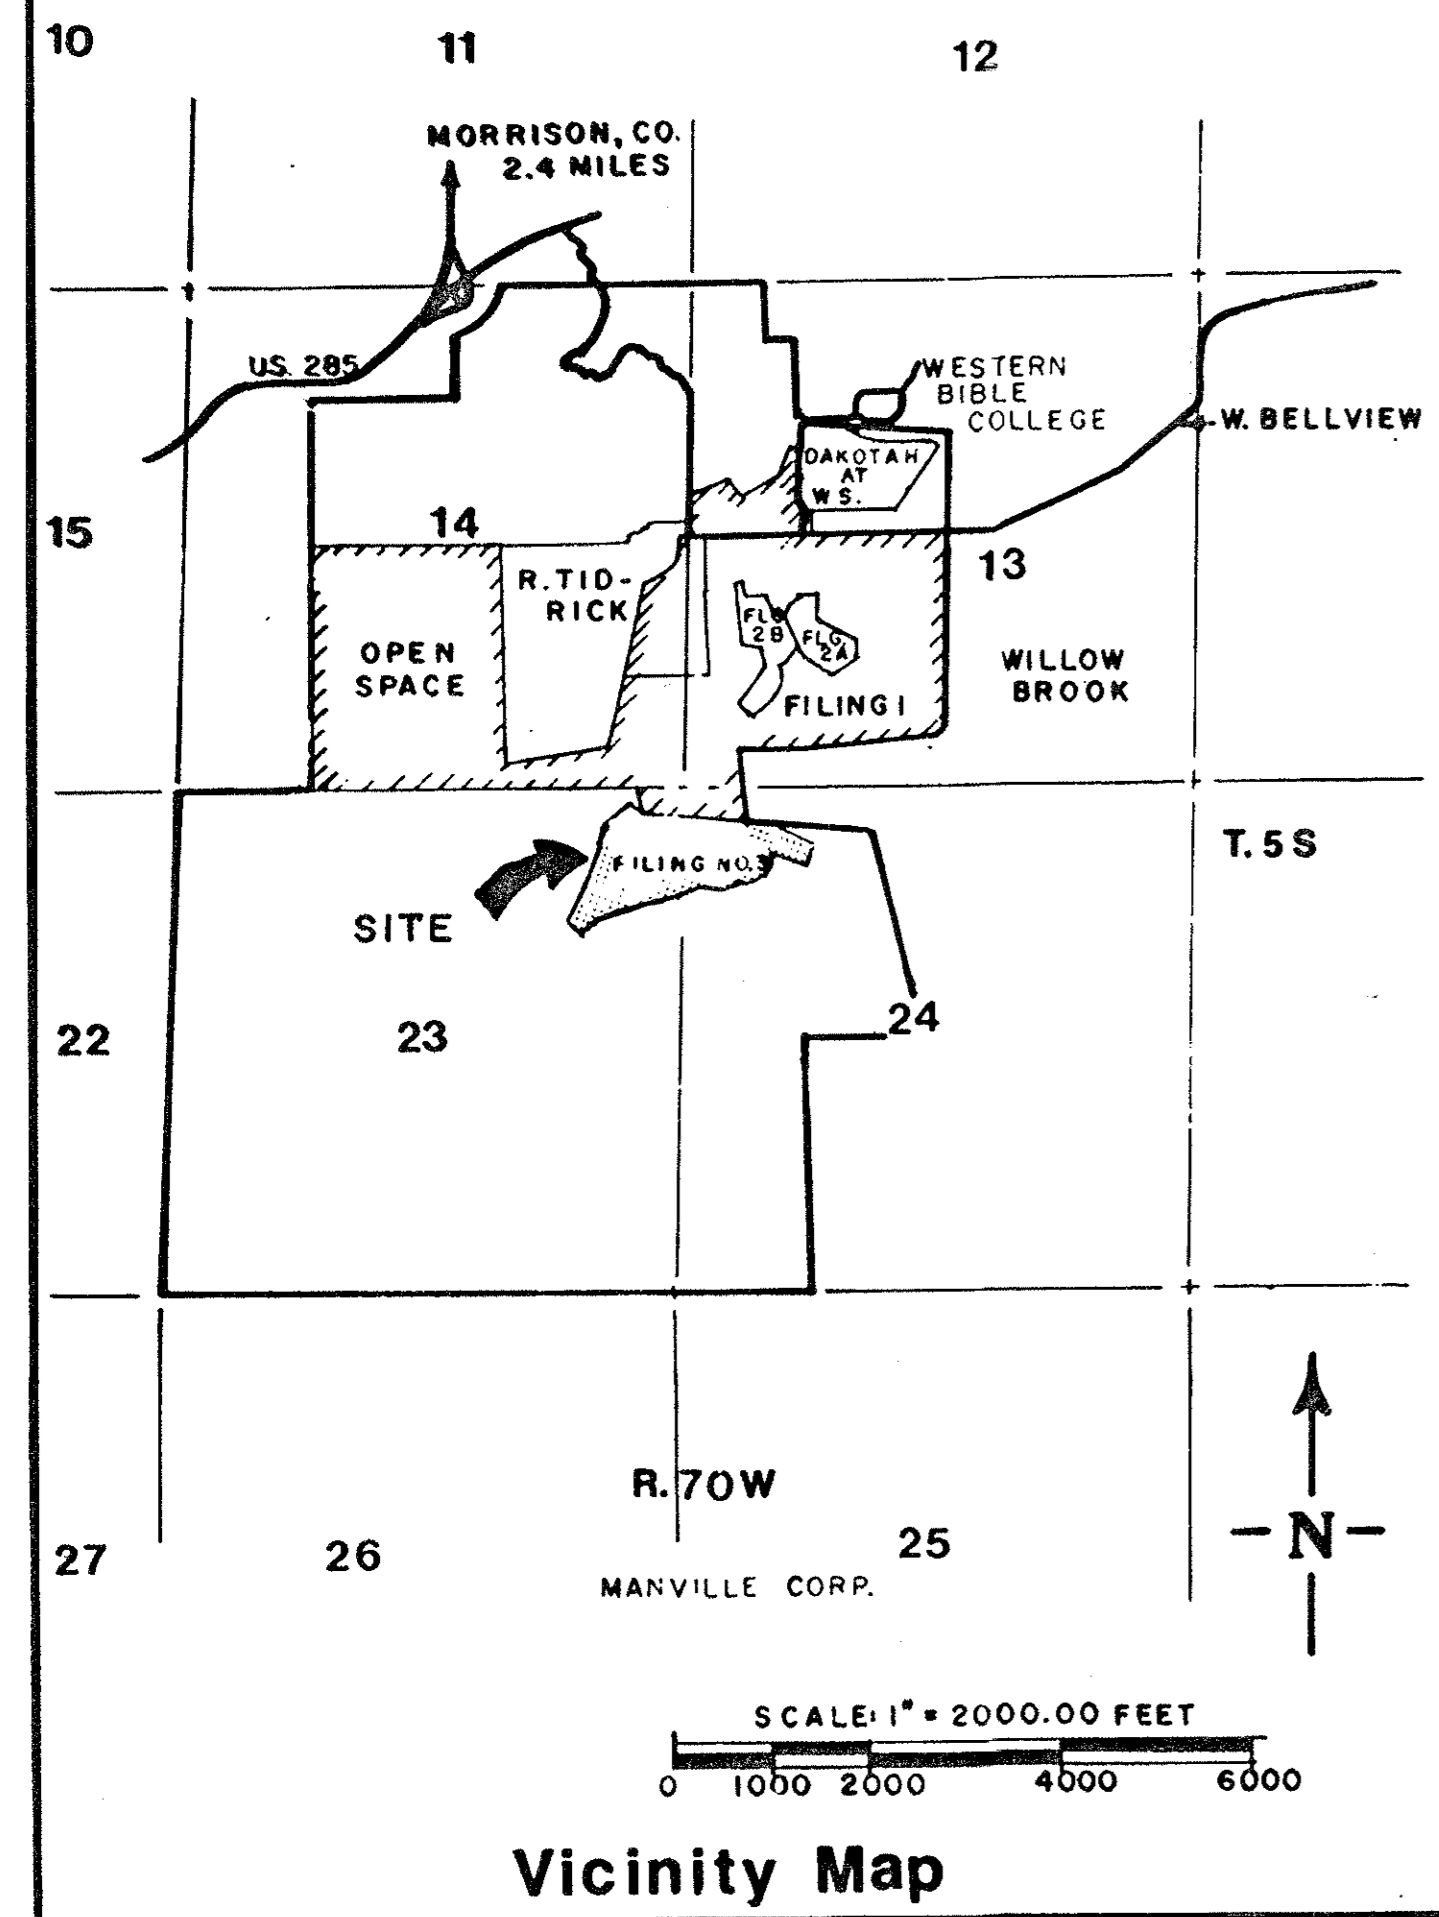 10
11
12
MORRISON, CO.
2.4 MILES
US. 285
WESTERN
BIBLE
COLLEGE
W. BELLVIEW
DAKOTAH
AT
W S.
14
15
13
R. TID-
RICK
OPEN
SPACE
FLG
2B
FLG.
2A
FILING 1
WILLOW
BROOK
T. 5 S
FILING NO. 3
SITE
24
22
23
R. 70 W
27
26
25
MANVILLE CORP.
- N -
SCALE: 1" = 2000.00 FEET
0 1000 2000 4000 6000
Vicinity Map